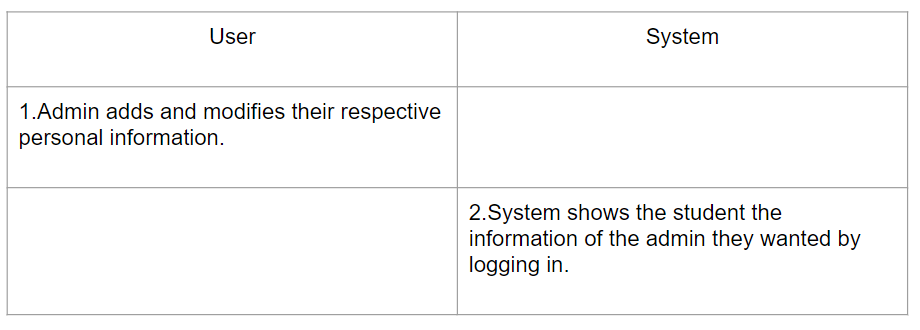 User
System
1.Admin adds and modifies their respective
personal information.
2.System shows the student the
information of the admin they wanted by
logging in.